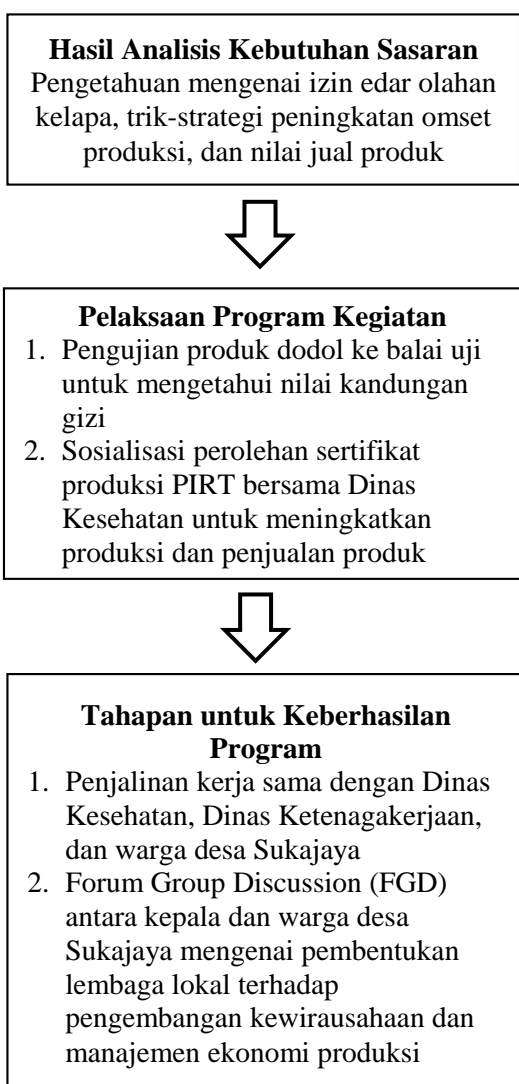 Hasil Analisis Kebutuhan Sasaran
Pengetahuan mengenai izin edar olahan
kelapa, trik-strategi peningkatan omset
produksi, dan nilai jual produk
Pelaksaan Program Kegiatan
1. Pengujian produk dodol ke balai uji
untuk mengetahui nilai kandungan
gizi
2. Sosialisasi perolehan sertifikat
produksi PIRT bersama Dinas
Kesehatan untuk meningkatkan
produksi dan penjualan produk
Tahapan untuk Keberhasilan
Program
1. Penjalinan kerja sama dengan Dinas
Kesehatan, Dinas Ketenagakerjaan,
dan warga desa Sukajaya
2. Forum Group Discussion (FGD)
antara kepala dan warga desa
Sukajaya mengenai pembentukan
lembaga lokal terhadap
pengembangan kewirausahaan dan
manajemen ekonomi produksi